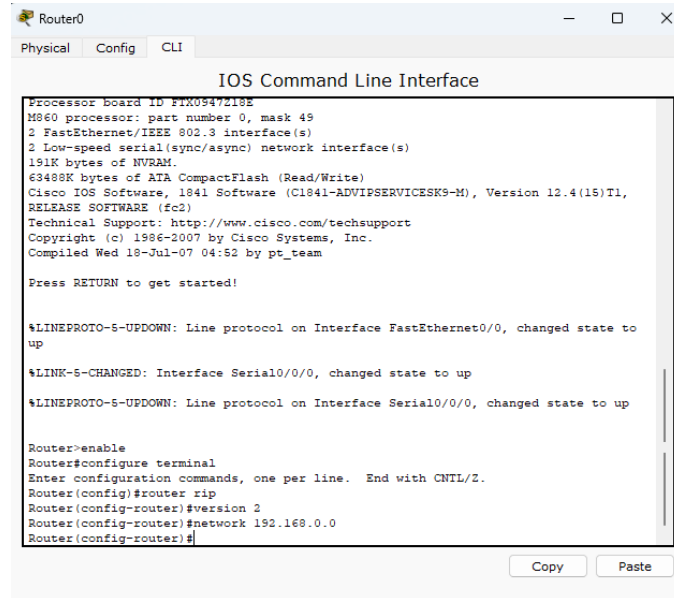 Router0
Physical Config CLI
IOS Command Line Interface
Processor board ID FTX0947Z18E
M860 processor: part number 0, mask 49
2 FastEthernet/IEEE 802.3 interface(s)
2 Low-speed serial(sync/async) network interface(s)
191K bytes of NVRAM.
63488K bytes of ATA CompactFlash (Read/Write)
Cisco IOS Software, 1841 Software (C1841-ADVIPSERVICESK9-M), Version 12.4(15)T1,
RELEASE SOFTWARE (fc2)
Technical Support: http://www.cisco.com/techsupport
Copyright (c) 1986-2007 by Cisco Systems, Inc.
Compiled Wed 18-Jul-07 04:52 by pt_team
Press RETURN to get started!
%LINEPROTO-5-UPDOWN: Line protocol on Interface FastEthernet0/0, changed state to
up
%LINK-5-CHANGED: Interface Serial0/0/0, changed state to up
%LINEPROTO-5-UPDOWN: Line protocol on Interface Serial0/0/0, changed state to up
Router>enable
Router#configure terminal
Enter configuration commands, one per line.  End with CNTL/Z.
Router(config)#router rip
Router(config-router)#version 2
Router(config-router)#network 192.168.0.0
Router(config-router)#
Copy Paste